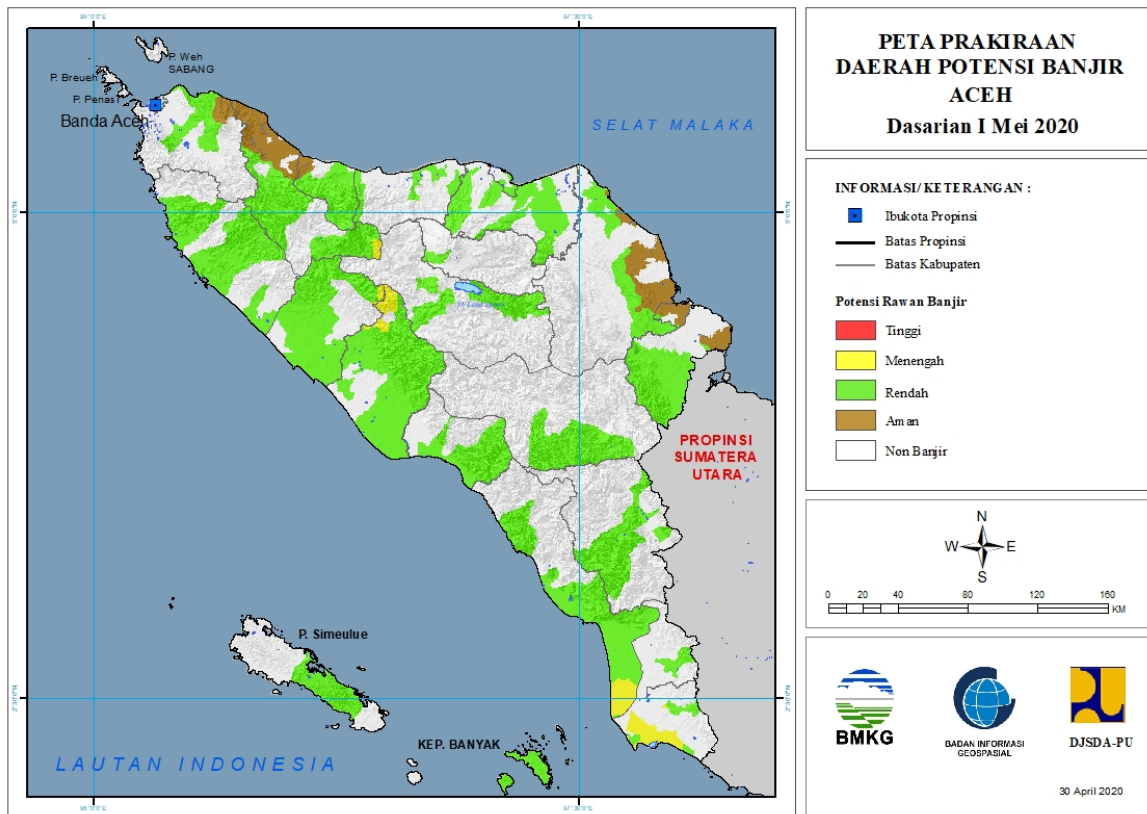 PETA PRAKIRAAN
DAERAH POTENSI BANJIR
ACEH
Dasarian I Mei 2020
INFORMASI/ KETERANGAN :
Ibukota Propinsi
Batas Propinsi
Batas Kabupaten
Potensi Rawan Banjir
Tinggi
Menengah
Rendah
Aman
Non Banjir
N
W E
S
0 20 40 80 120 160
KM
BMKG
BADAN INFORMASI
GEOSPASIAL
DJSDA-PU
30 April 2020
P. Weh
SABANG
P. Breueh
P. Penasi
Banda Aceh
SELAT MALAKA
PROPINSI
SUMATERA
UTARA
P. Simeulue
KEP. BANYAK
LAUTAN INDONESIA